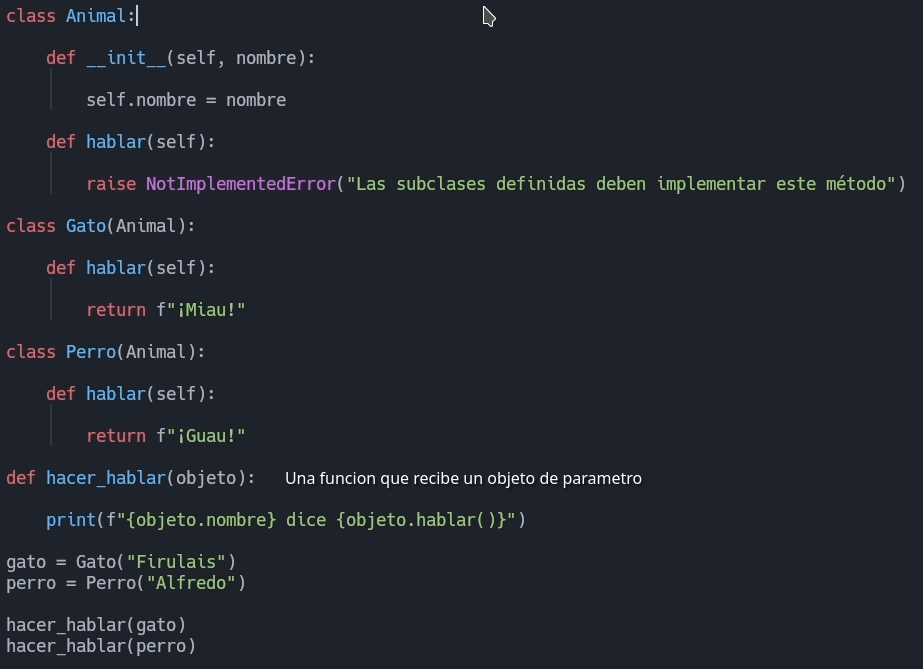 class Animal:
def __init__(self, nombre):
self.nombre = nombre
def hablar(self):
raise NotImplementedError("Las subclases definidas deben implementar este método")
class Gato(Animal):
def hablar(self):
return f"¡Miau!"
class Perro(Animal):
def hablar(self):
return f"¡Guau!"
def hacer_hablar(objeto): Una funcion que recibe un objeto de parametro
print(f"{objeto.nombre} dice {objeto.hablar()}")
gato = Gato("Firulais")
perro = Perro("Alfredo")
hacer_hablar(gato)
hacer_hablar(perro)